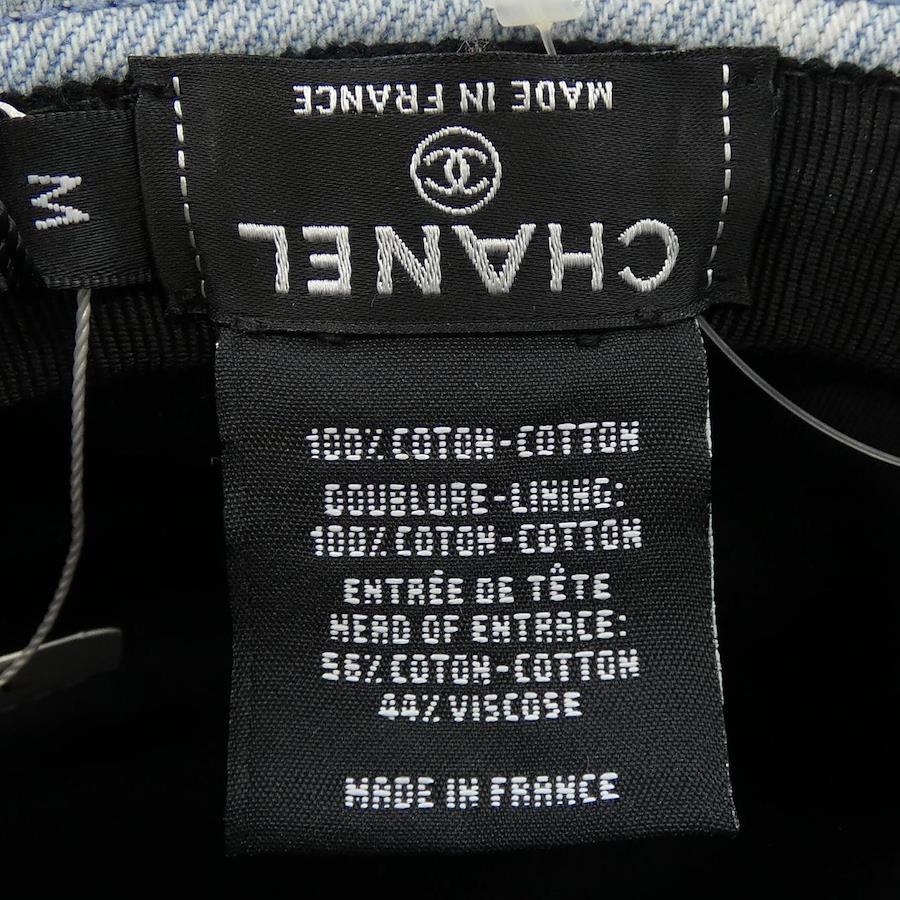 CHANEL
MADE IN FRANCE
M
100% COTON-COTTON
DOUBLURE-LINING:
100% COTON-COTTON
ENTRÉE DE TÊTE
HEAD OF ENTRACE:
56% COTON-COTTON
44% VISCOSE
MADE IN FRANCE